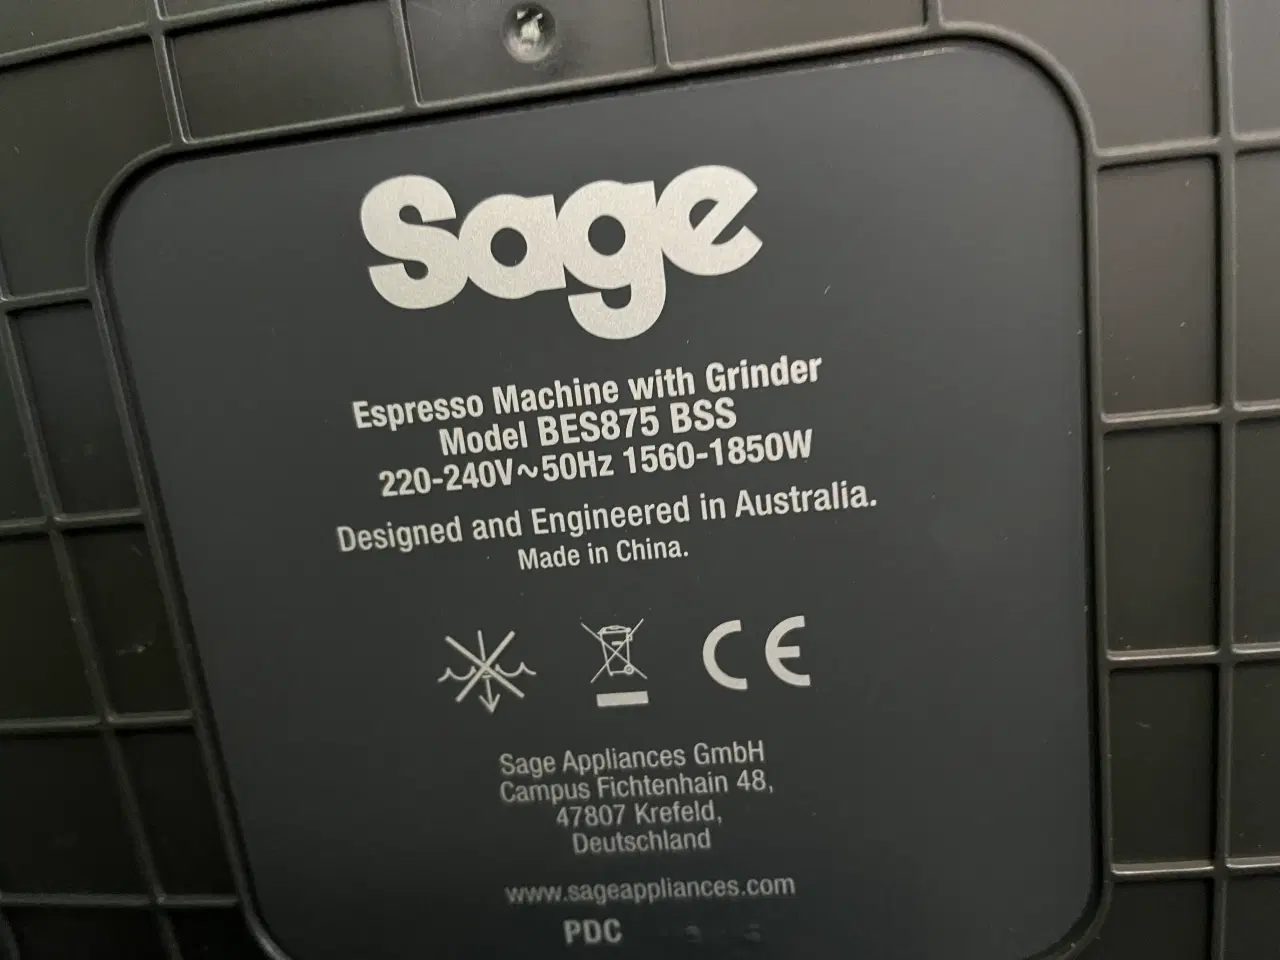 Sage
Espresso Machine with Grinder
Model BES875 BSS
220-240V~50Hz 1560-1850W
Designed and Engineered in Australia.
Made in China.
CE
Sage Appliances GmbH
Campus Fichtenhain 48,
47807 Krefeld,
Deutschland
www.sageappliances.com
PDC